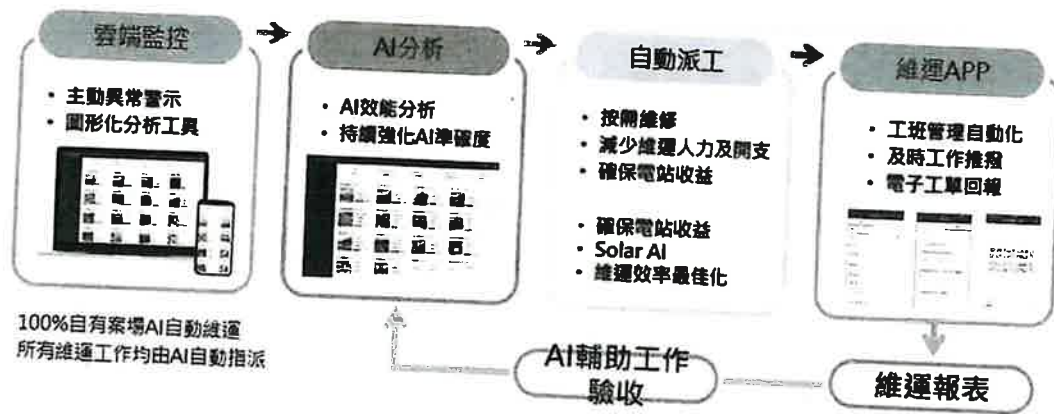 雲端監控
• 主動異常警示
• 圖形化分析工具
100%自有案場AI自動維運
所有維運工作均由AI自動指派
AI分析
• AI效能分析
• 持續強化AI準確度
自動派工
• 按需維修
• 減少維運人力及開支
• 確保電站收益
• 確保電站收益
• Solar AI
• 維運效率最佳化
維運APP
• 工班管理自動化
• 及時工作推撥
• 電子工單回報
AI輔助工作
驗收
維運報表